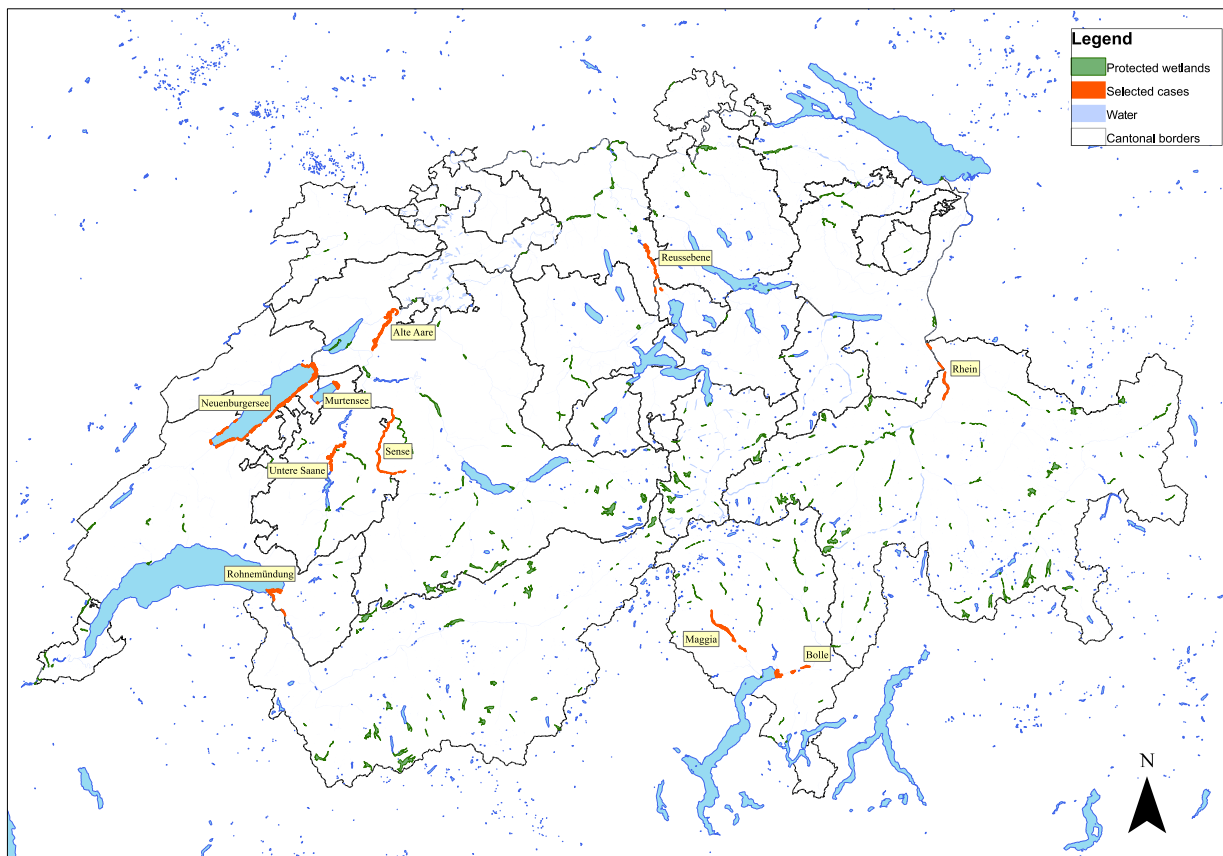 Legend
Protected wetlands
Selected cases
Water
Cantonal borders
Reussebene
Alte Aare
Rhein
Neuenburgersee
Murtensee
Sense
Untere Saane
Rohnemündung
Maggia
Bolle
N